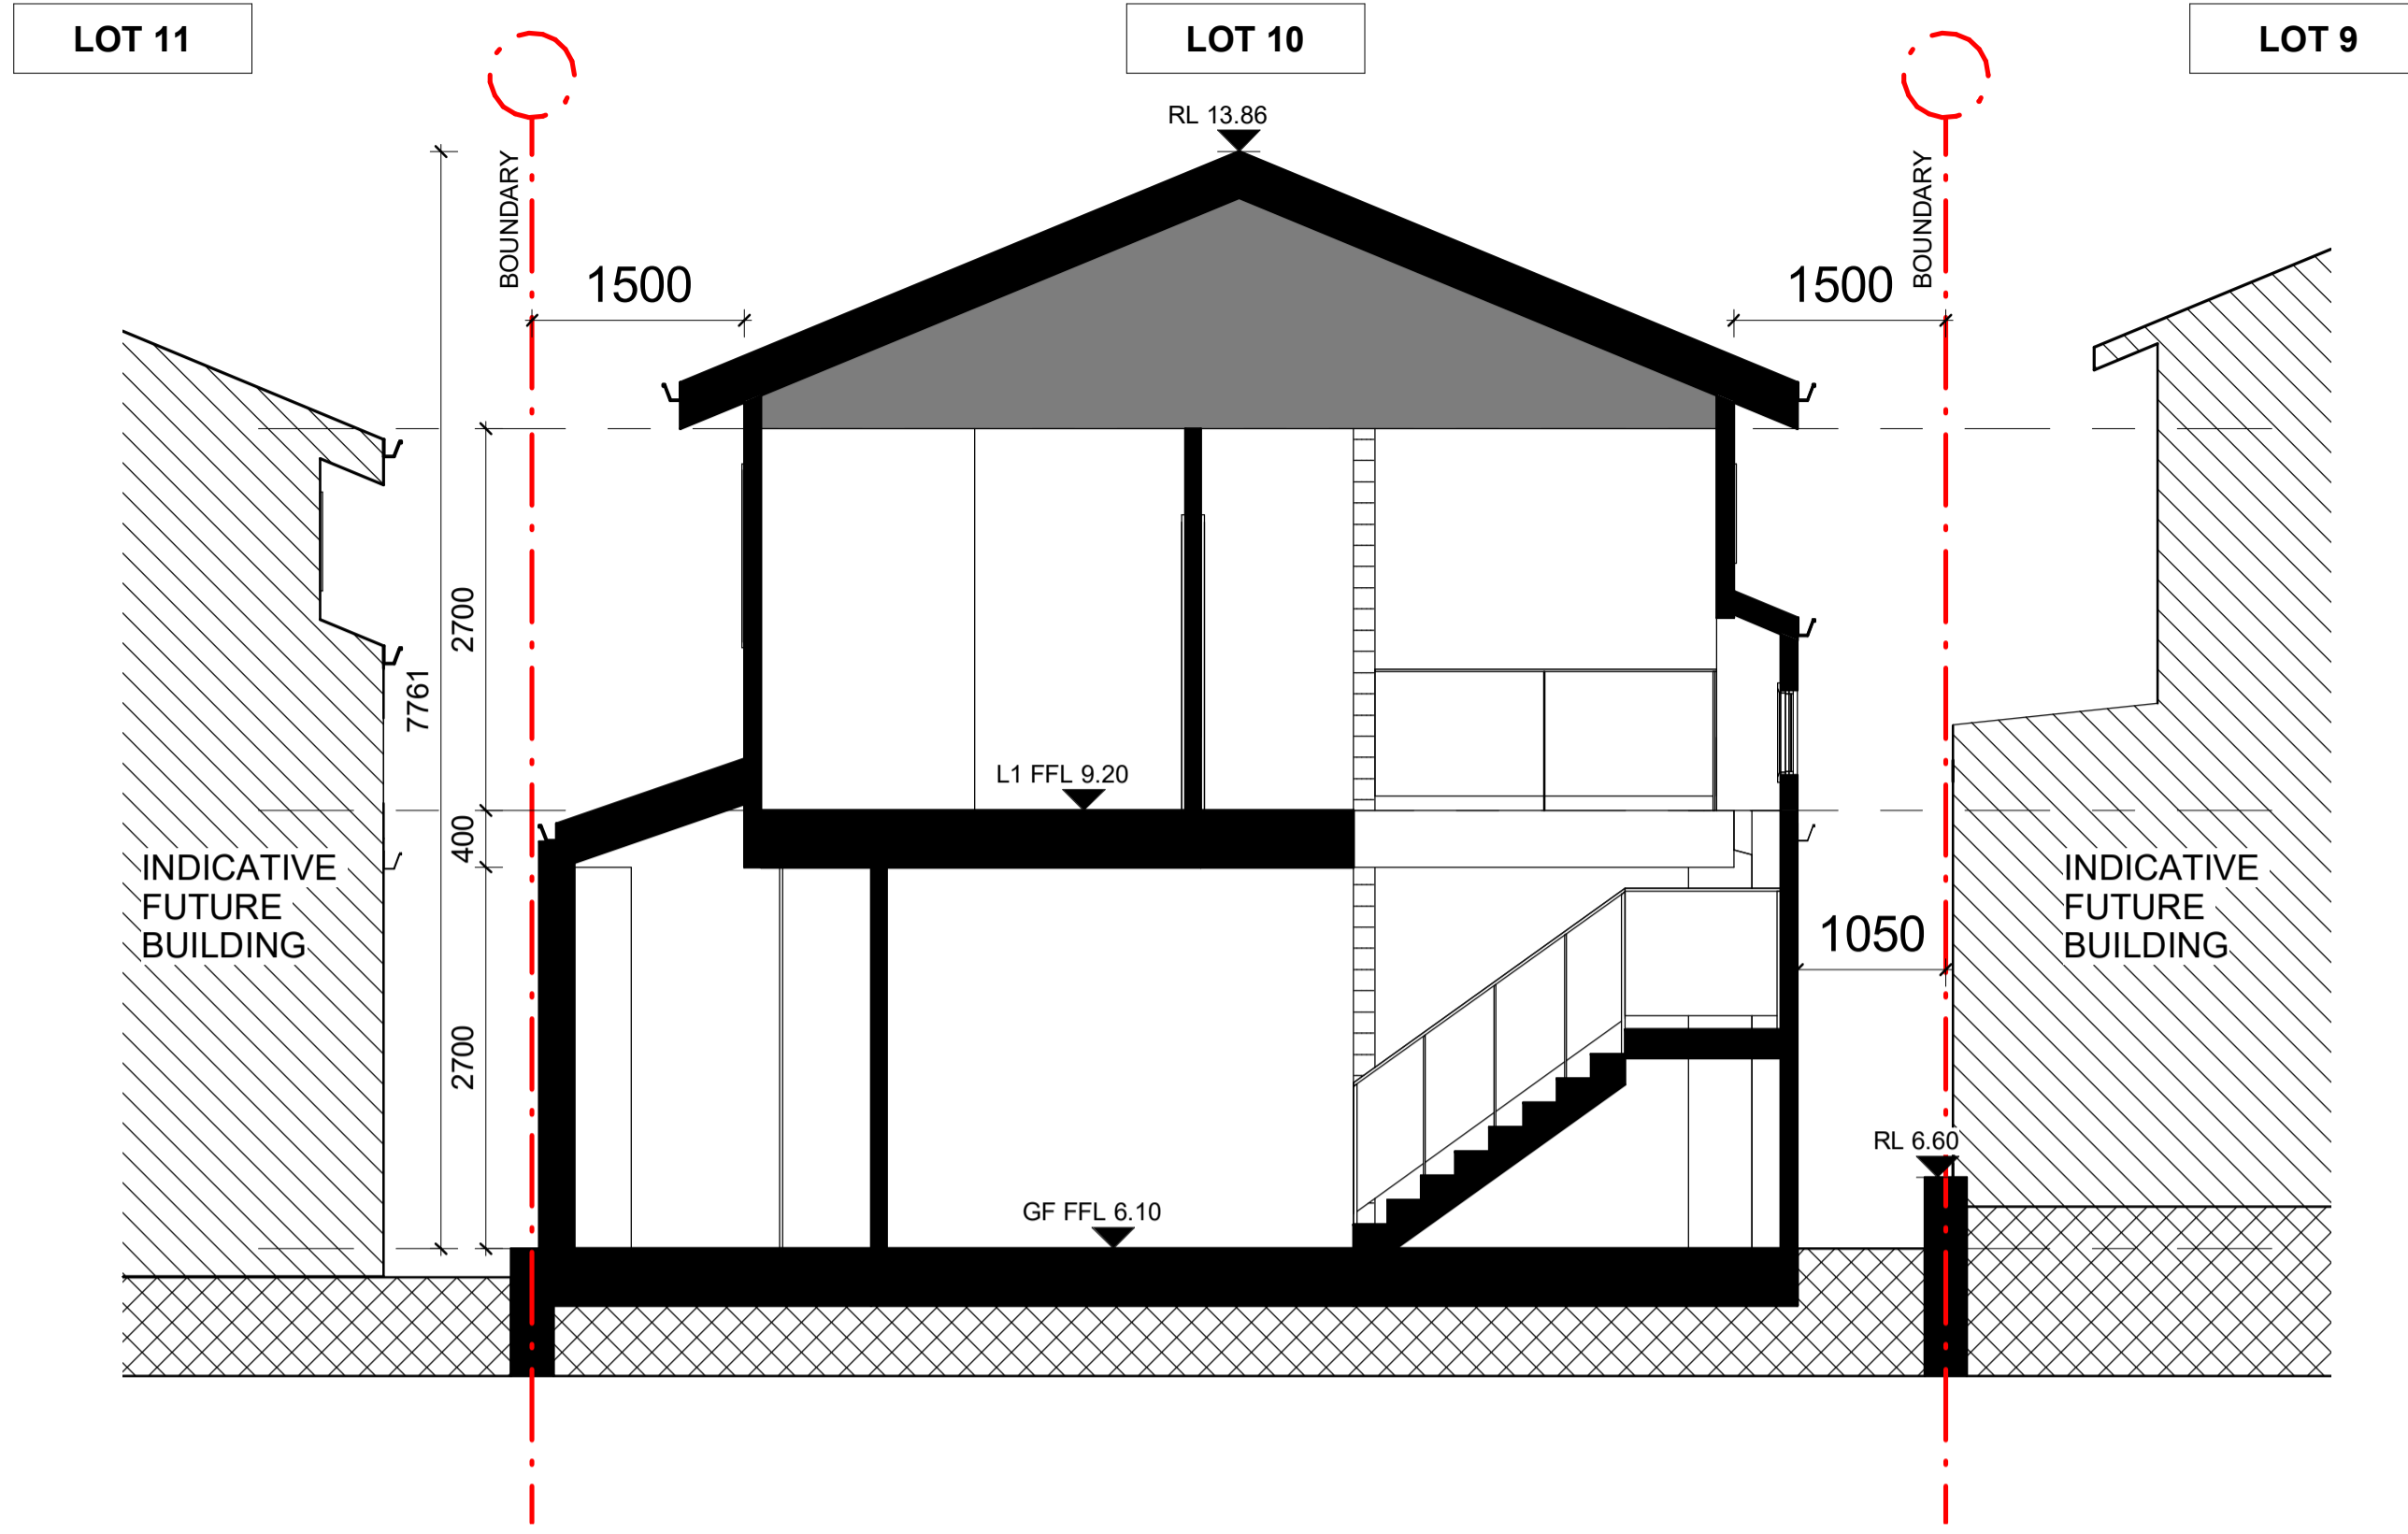 LOT 11
LOT 10
LOT 9
RL 13.86
BOUNDARY
BOUNDARY
1500
1500
2700
7761
L1 FFL 9.20
400
INDICATIVE
FUTURE
BUILDING
INDICATIVE
FUTURE
BUILDING
1050
2700
RL 6.60
GF FFL 6.10